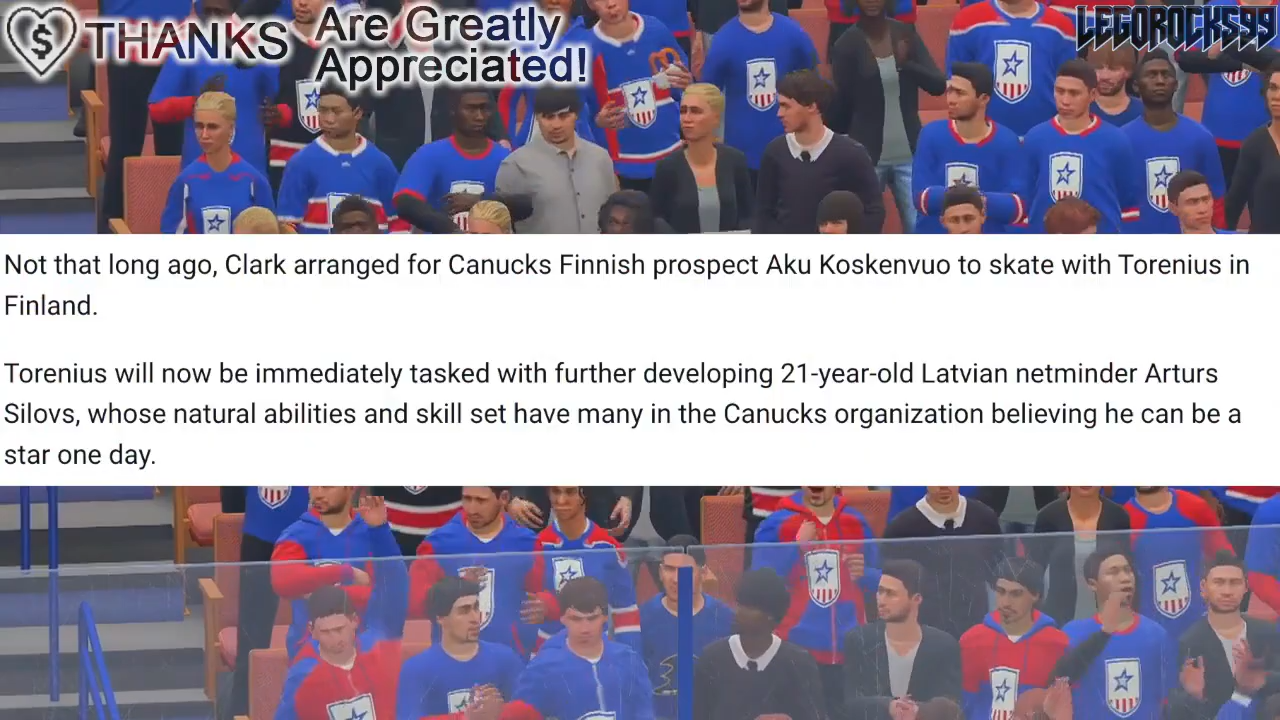 THANKS Are Greatly Appreciated!
LEGOROCKS99
Not that long ago, Clark arranged for Canucks Finnish prospect Aku Koskenvuo to skate with Torenius in
Finland.
Torenius will now be immediately tasked with further developing 21-year-old Latvian netminder Arturs
Silovs, whose natural abilities and skill set have many in the Canucks organization believing he can be a
star one day.